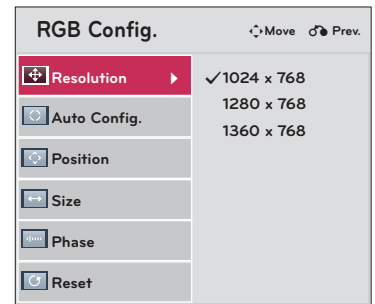 RGB Config.
Move Prev.
Resolution
Auto Config.
Position
Size
Phase
Reset
✓1024 x 768
1280 x 768
1360 x 768